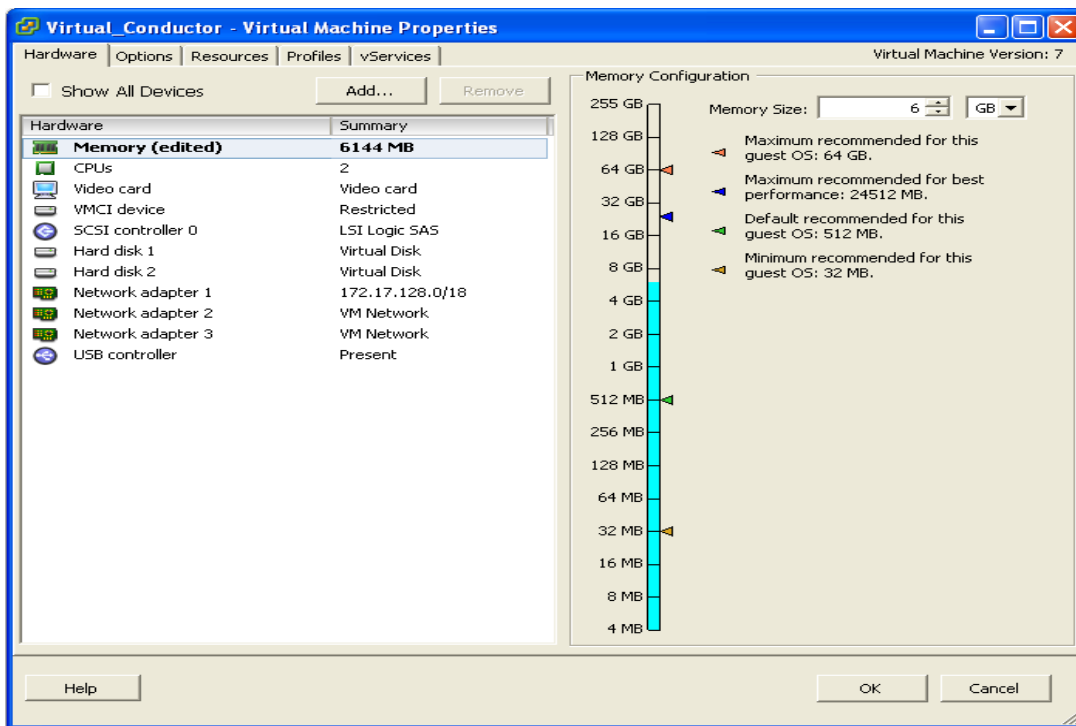 Virtual_Conductor - Virtual Machine Properties
Hardware Options Resources Profiles vServices
Virtual Machine Version: 7
Show All Devices
Add...
Remove
Hardware Summary
Memory (edited) 6144 MB
CPUs 2
Video card Video card
VMCI device Restricted
SCSI controller 0 LSI Logic SAS
Hard disk 1 Virtual Disk
Hard disk 2 Virtual Disk
Network adapter 1 172.17.128.0/18
Network adapter 2 VM Network
Network adapter 3 VM Network
USB controller Present
Memory Configuration
255 GB
128 GB
64 GB
32 GB
16 GB
8 GB
4 GB
2 GB
1 GB
512 MB
256 MB
128 MB
64 MB
32 MB
16 MB
8 MB
4 MB
Memory Size: 6 GB
Maximum recommended for this
guest OS: 64 GB.
Maximum recommended for best
performance: 24512 MB.
Default recommended for this
guest OS: 512 MB.
Minimum recommended for this
guest OS: 32 MB.
Help
OK
Cancel